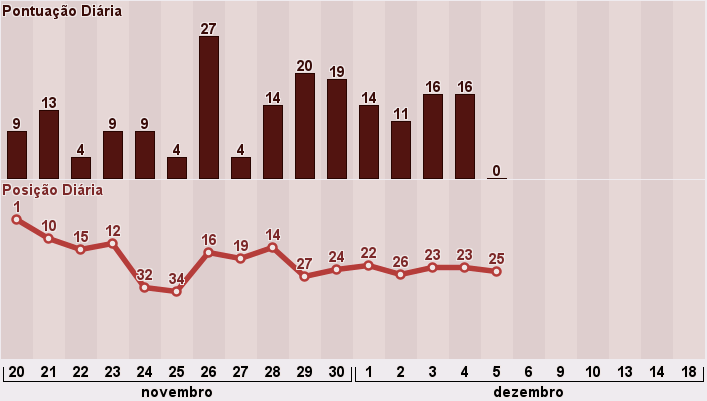 Pontuação Diária
9 13 4 9 9 4 27 4 14 20 19 14 11 16 16 0
Posição Diária
1 10 15 12 32 34 16 19 14 27 24 22 26 23 23 25
20 21 22 23 24 25 26 27 28 29 30 1 2 3 4 5 6 9 10 13 14 18
novembro dezembro